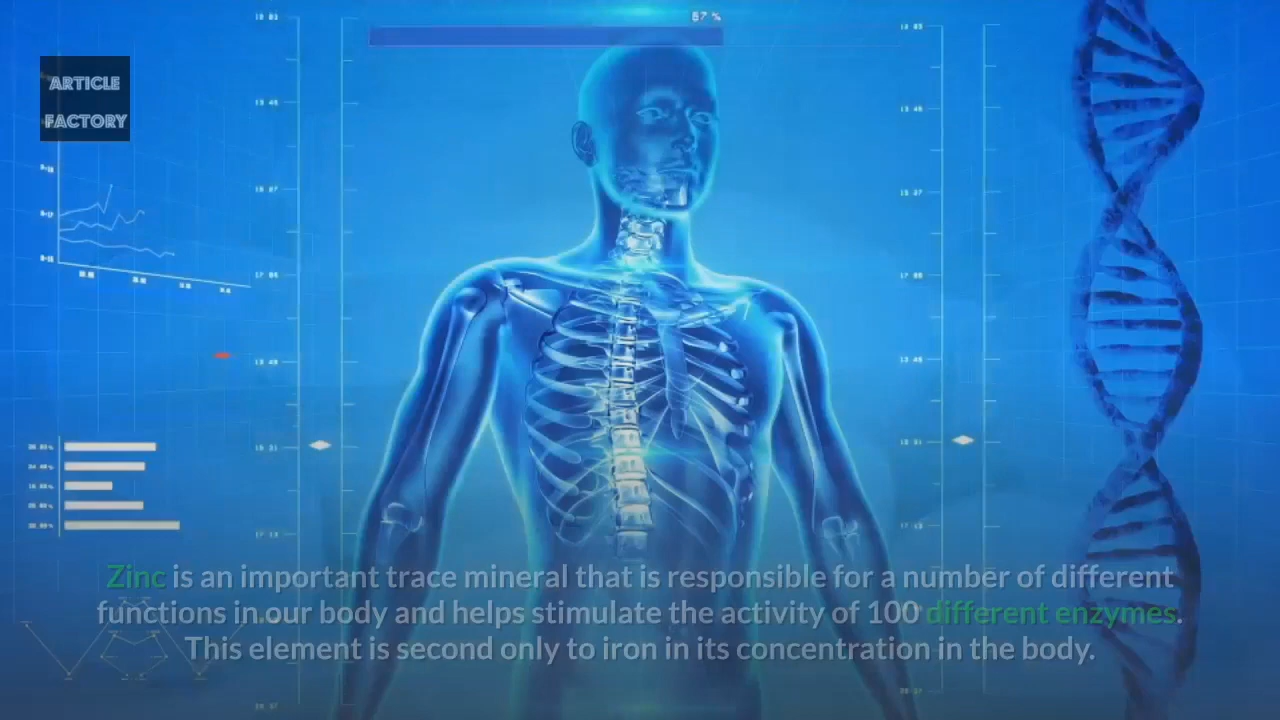 57 %
ARTICLE
FACTORY
Zinc is an important trace mineral that is responsible for a number of different
functions in our body and helps stimulate the activity of 100 different enzymes.
This element is second only to iron in its concentration in the body.